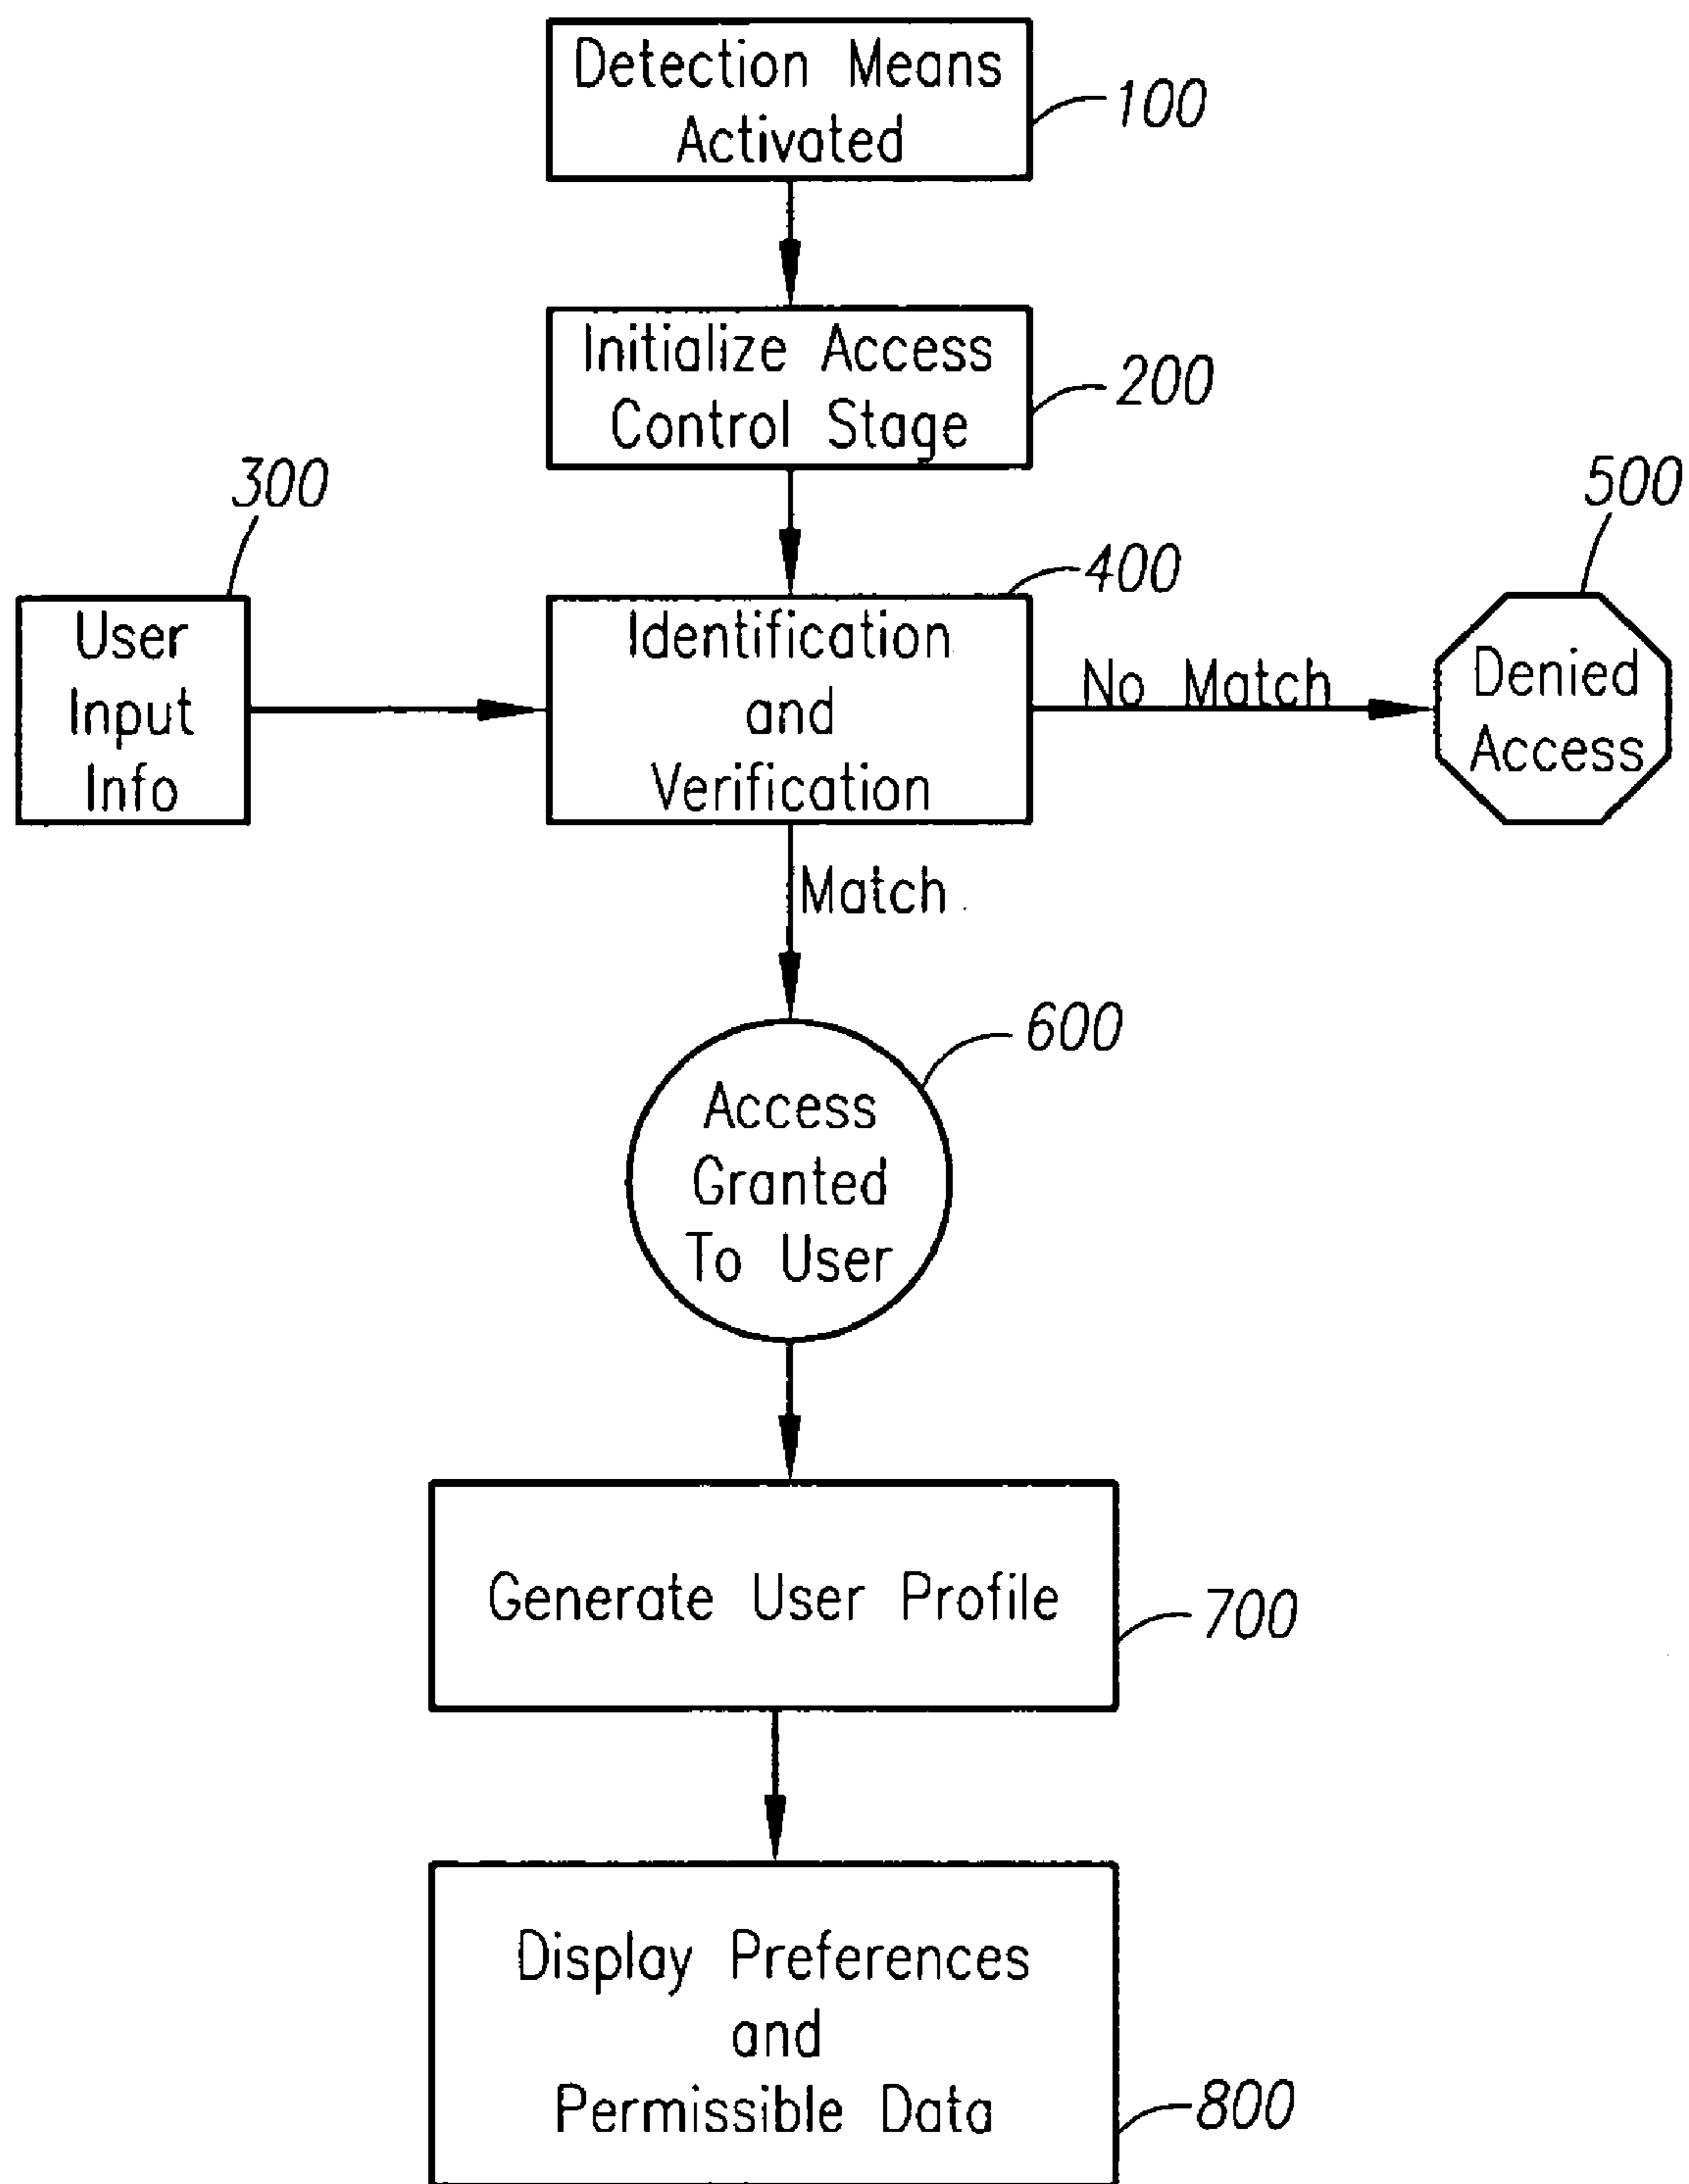 Detection Means
Activated
100
Initialize Access
Control Stage
200
300
User
Input
Info
400
Identification
and
Verification
No Match
500
Denied
Access
Match
600
Access
Granted
To User
Generate User Profile
700
Display Preferences
and
Permissible Data
800